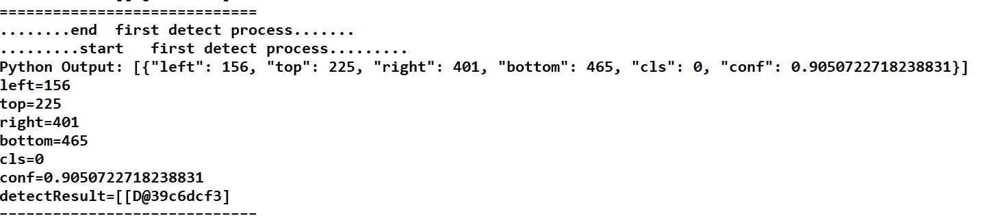 =============================
........end  first detect process.......
.........start   first detect process.........
Python Output: [{"left": 156, "top": 225, "right": 401, "bottom": 465, "cls": 0, "conf": 0.9050722718238831}]
left=156
top=225
right=401
bottom=465
cls=0
conf=0.9050722718238831
detectResult=[[D@39c6dcf3]
-----------------------------